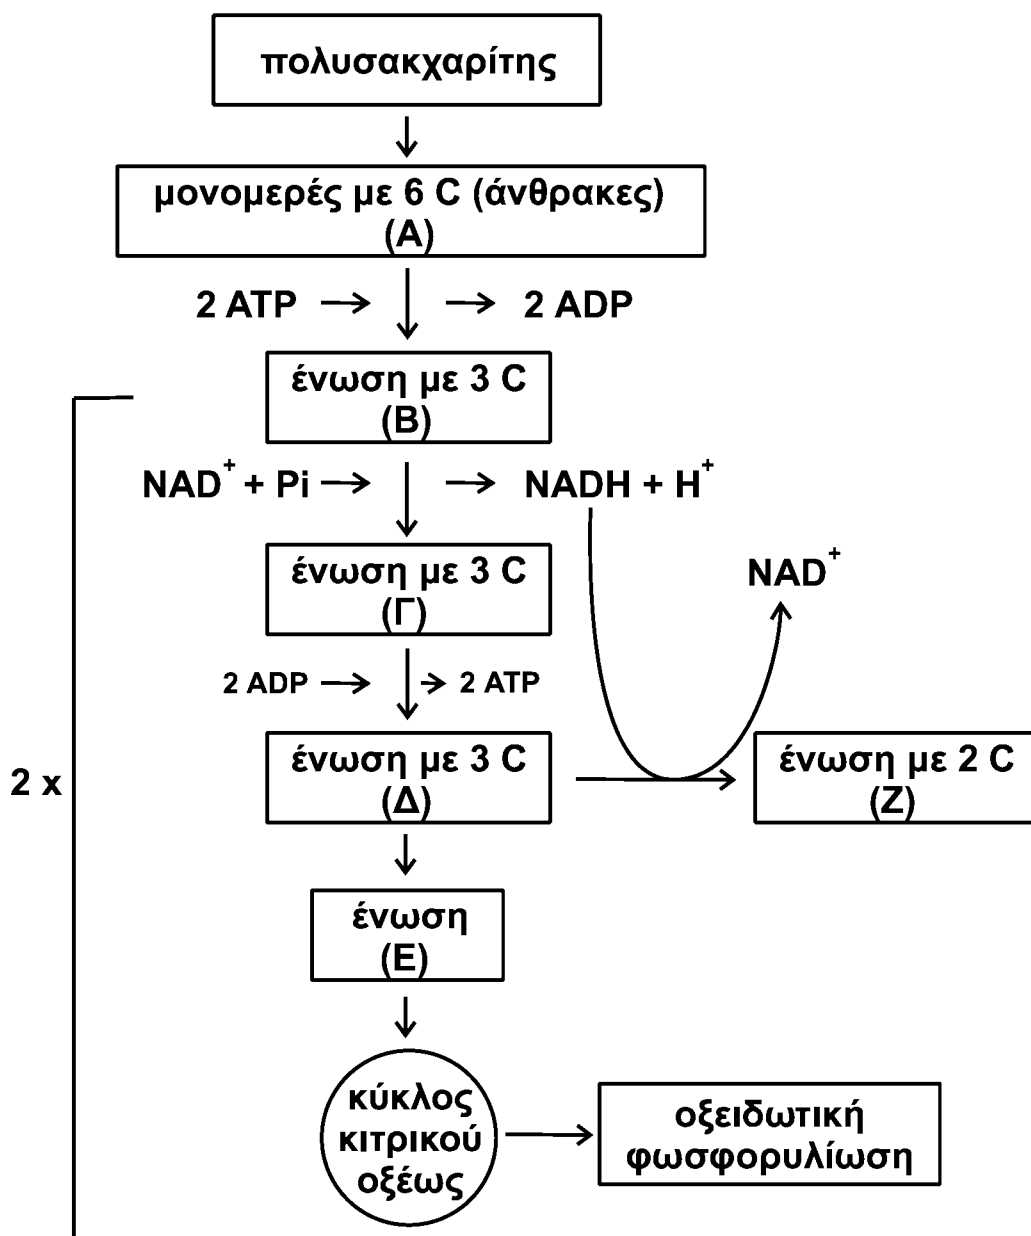 πολυσακχαρίτης
μονομερές με 6 C (άνθρακες)
(Α)
2 ATP → → 2 ADP
ένωση με 3 C
(Β)
NAD⁺ + Pi → → NADH + H⁺
ένωση με 3 C
(Γ)
NAD⁺
2 ADP → → 2 ATP
2 x
ένωση με 3 C
(Δ)
ένωση με 2 C
(Ζ)
ένωση
(Ε)
κύκλος
κιτρικού
οξέως
οξειδωτική
φωσφορυλίωση